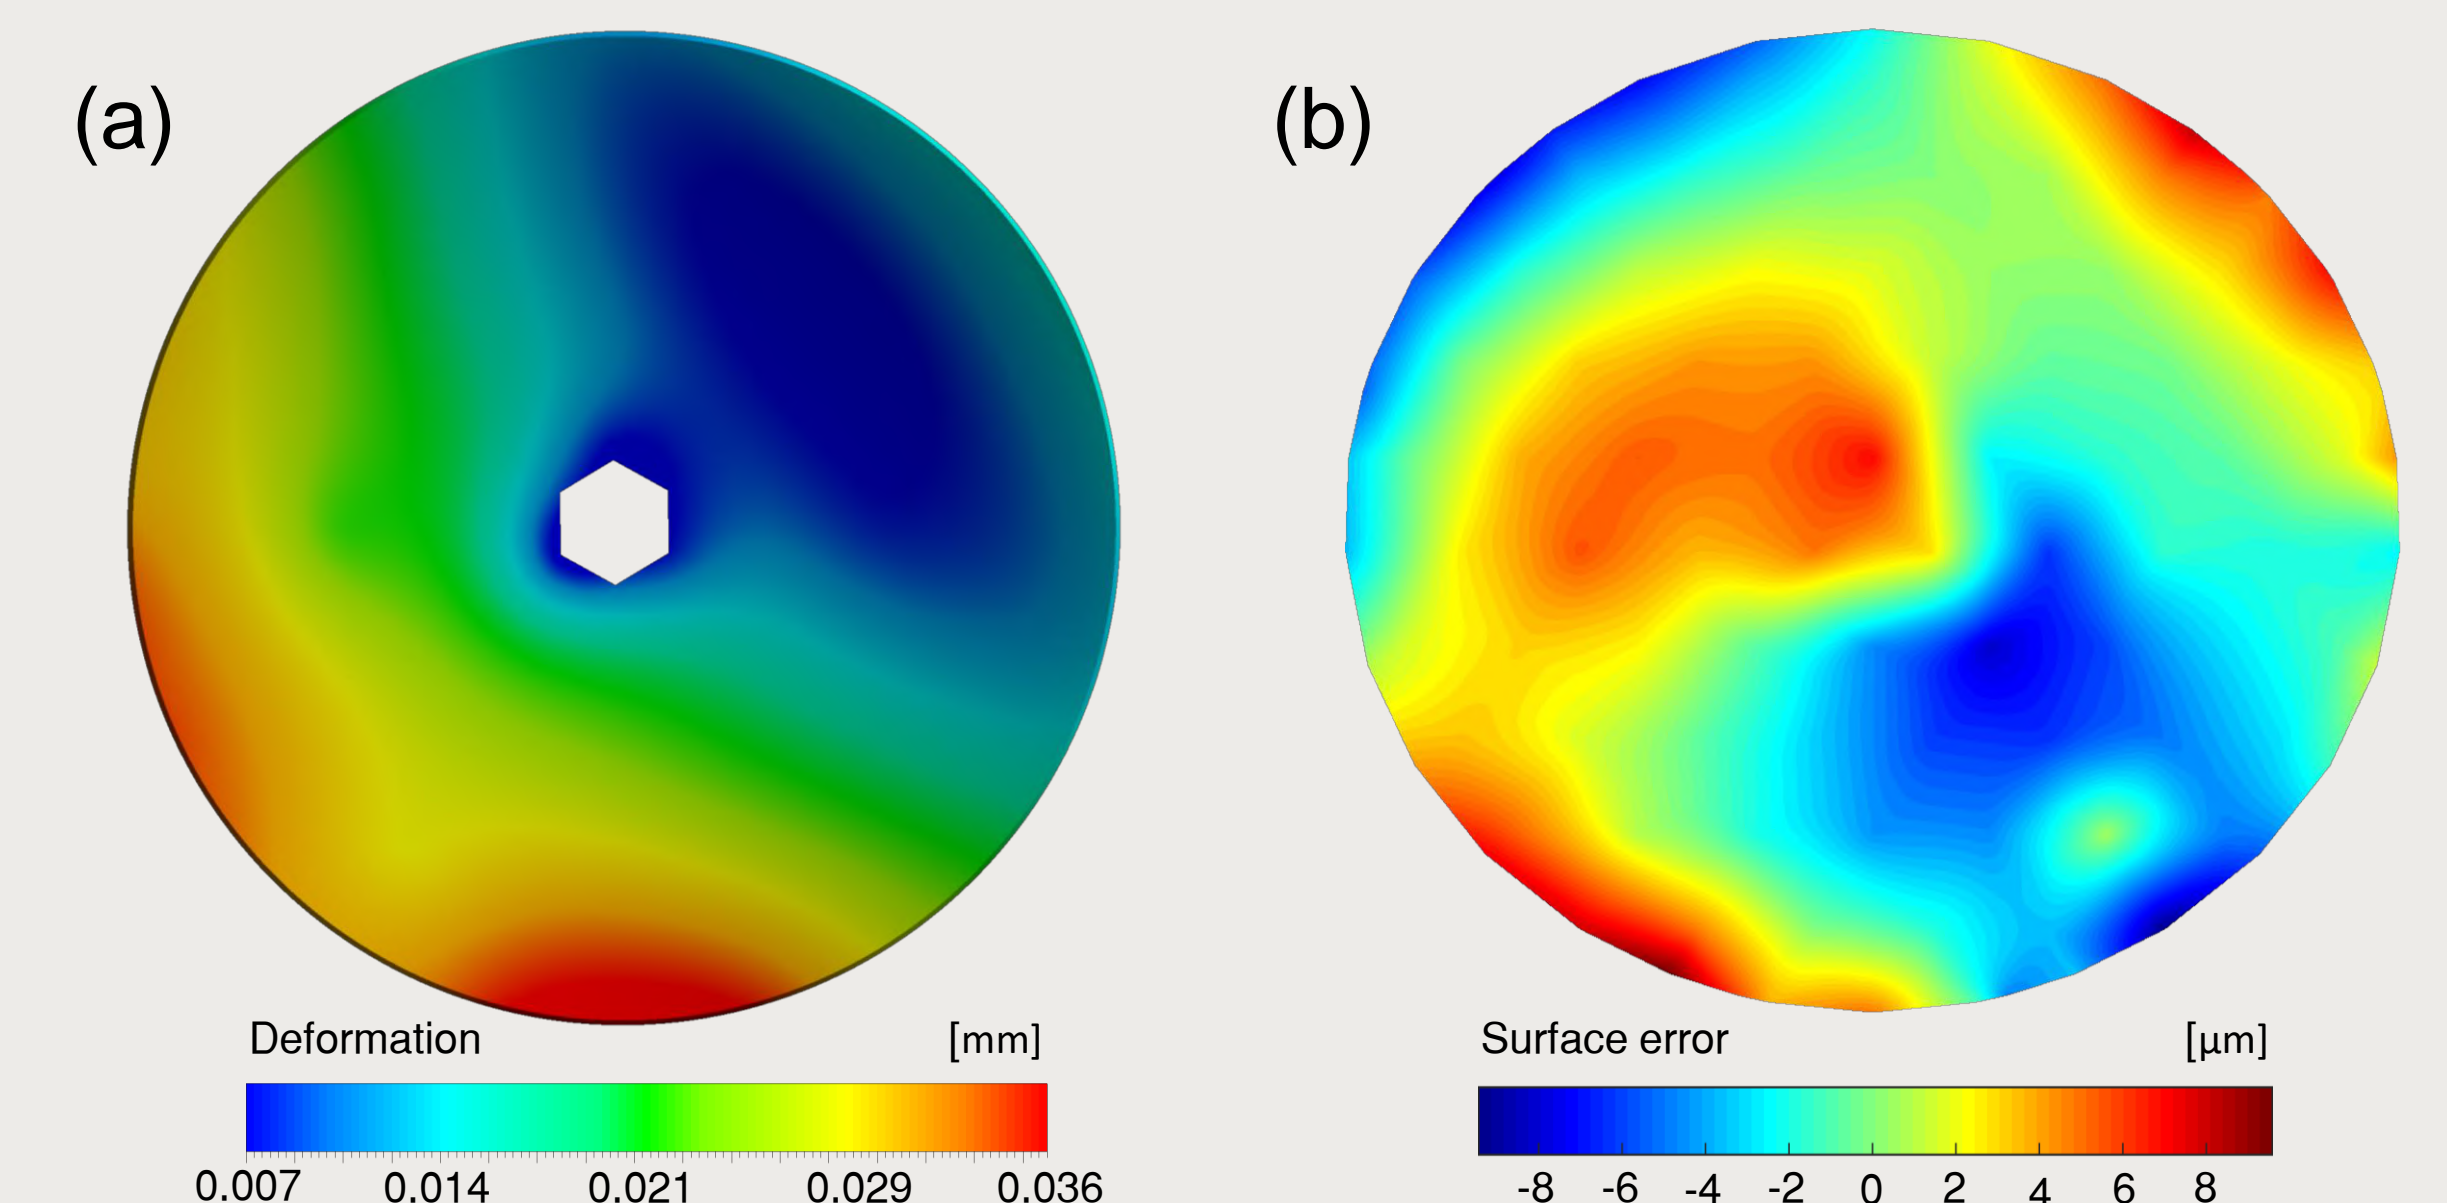 (a)
(b)
Deformation [mm]
0.007 0.014 0.021 0.029 0.036
Surface error [µm]
-8 -6 -4 -2 0 2 4 6 8